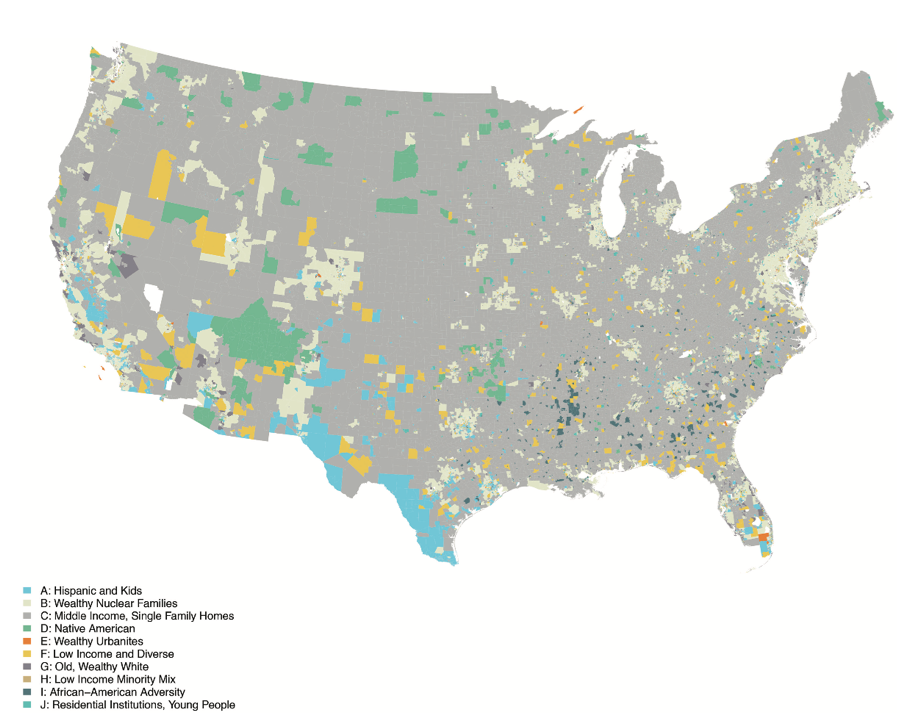 A: Hispanic and Kids
B: Wealthy Nuclear Families
C: Middle Income, Single Family Homes
D: Native American
E: Wealthy Urbanites
F: Low Income and Diverse
G: Old, Wealthy White
H: Low Income Minority Mix
I: African−American Adversity
J: Residential Institutions, Young People